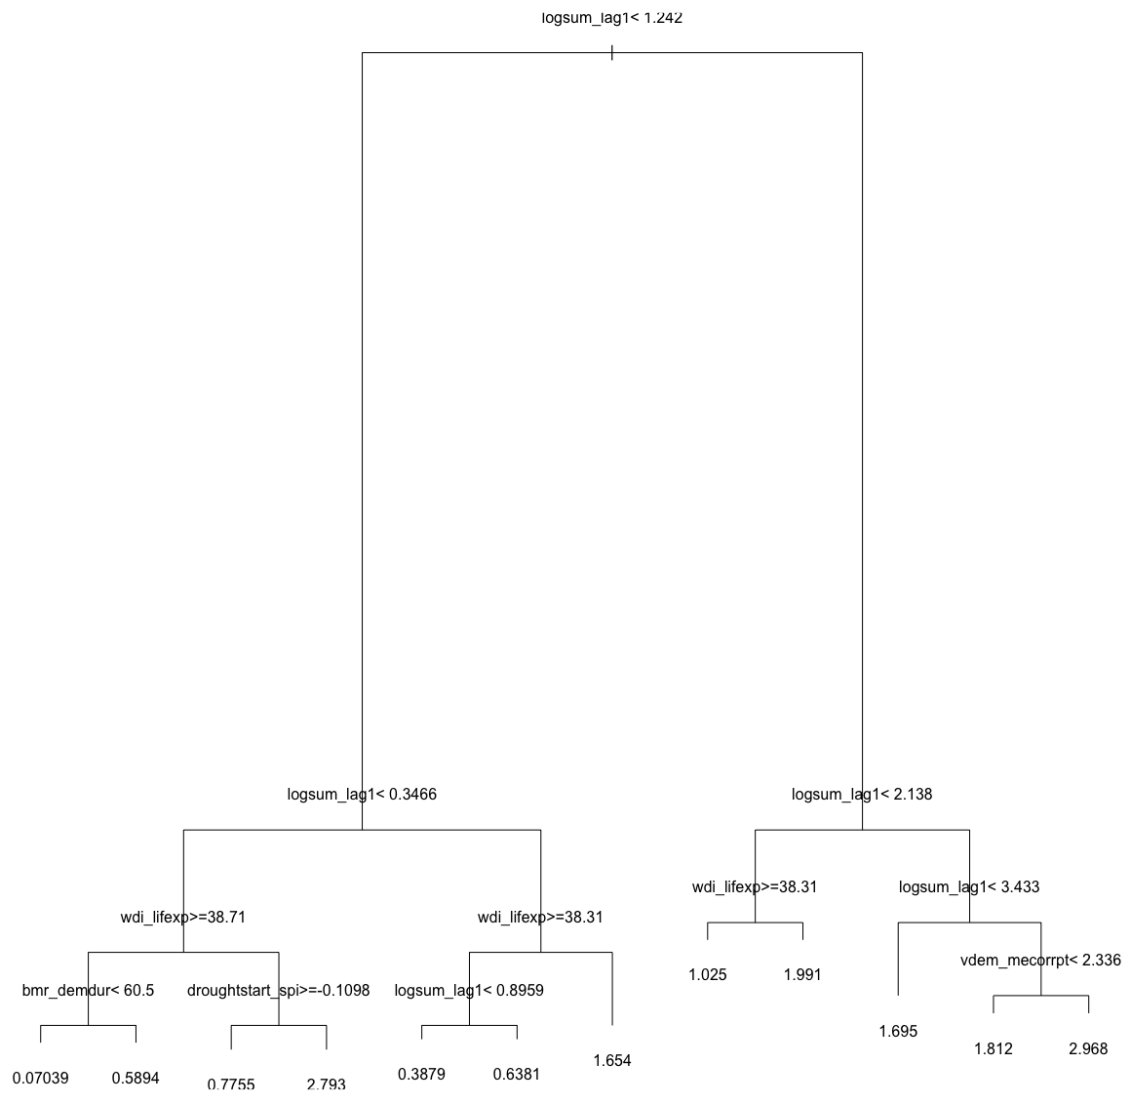 logsum_lag1< 1.242
logsum_lag1< 0.3466
logsum_lag1< 2.138
wdi_lifexp>=38.71
wdi_lifexp>=38.31
wdi_lifexp>=38.31
logsum_lag1< 3.433
bmr_demdur< 60.5
droughtstart_spi>=-0.1098
logsum_lag1< 0.8959
vdem_mecorrpt< 2.336
1.025
1.991
1.695
1.812
2.968
0.07039
0.5894
0.7755
2.793
0.3879
0.6381
1.654